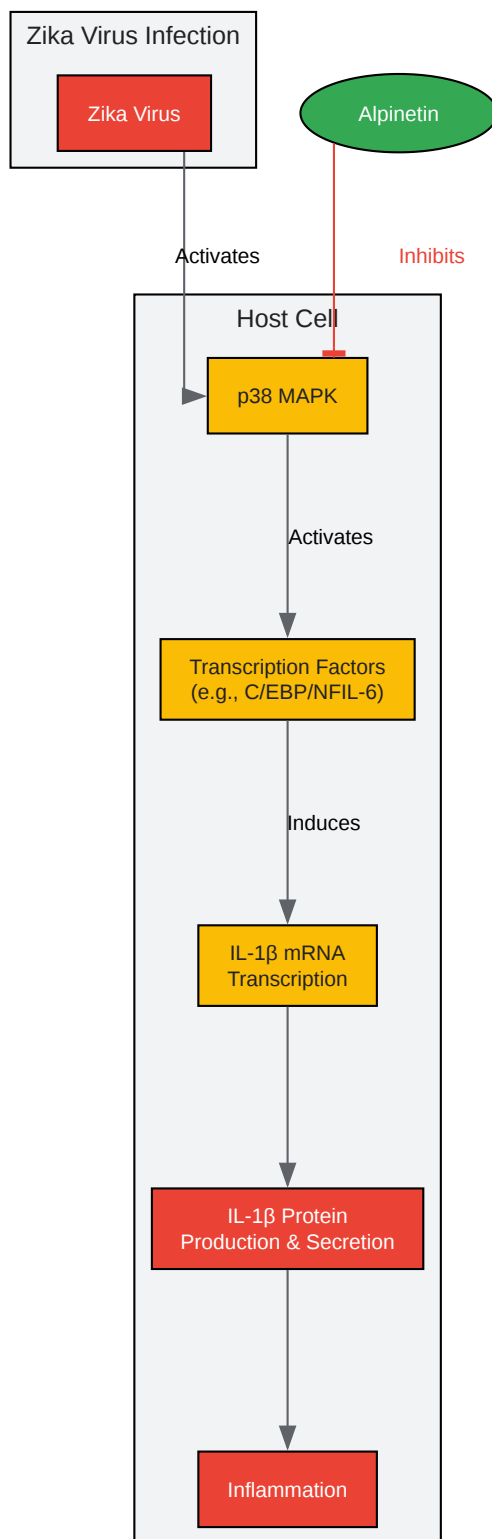 Zika Virus Infection
Zika Virus
Alpinetin
Activates
Inhibits
Host Cell
p38 MAPK
Activates
Transcription Factors
(e.g., C/EBP/NFIL-6)
Induces
IL-1β mRNA
Transcription
IL-1β Protein
Production & Secretion
Inflammation